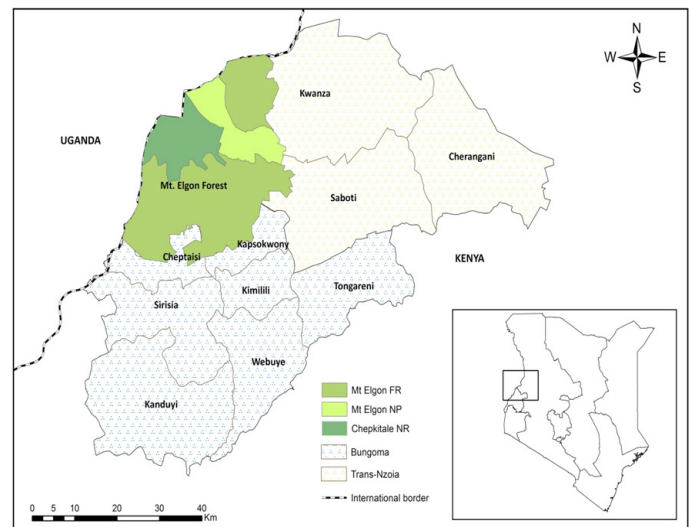 N
W E
S
Kwanza
UGANDA
Cherangani
Mt. Elgon Forest
Saboti
Kapsokwony
Cheptaisi
KENYA
Kimilili
Tongareni
Sirisia
Webuye
Kanduyi
Mt Elgon FR
Mt Elgon NP
Chepkitale NR
Bungoma
Trans-Nzoia
International border
0 5 10 20 30 40
Km